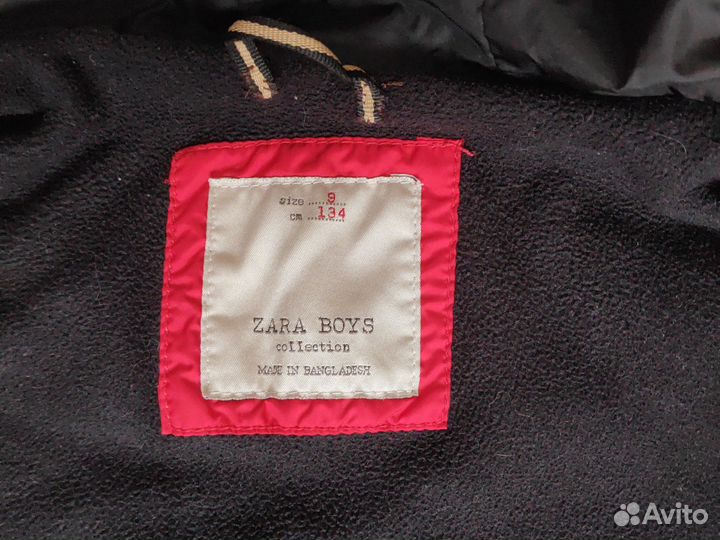 size ...... 9
cm ...... 134
ZARA BOYS
collection
MADE IN BANGLADESH
Avito